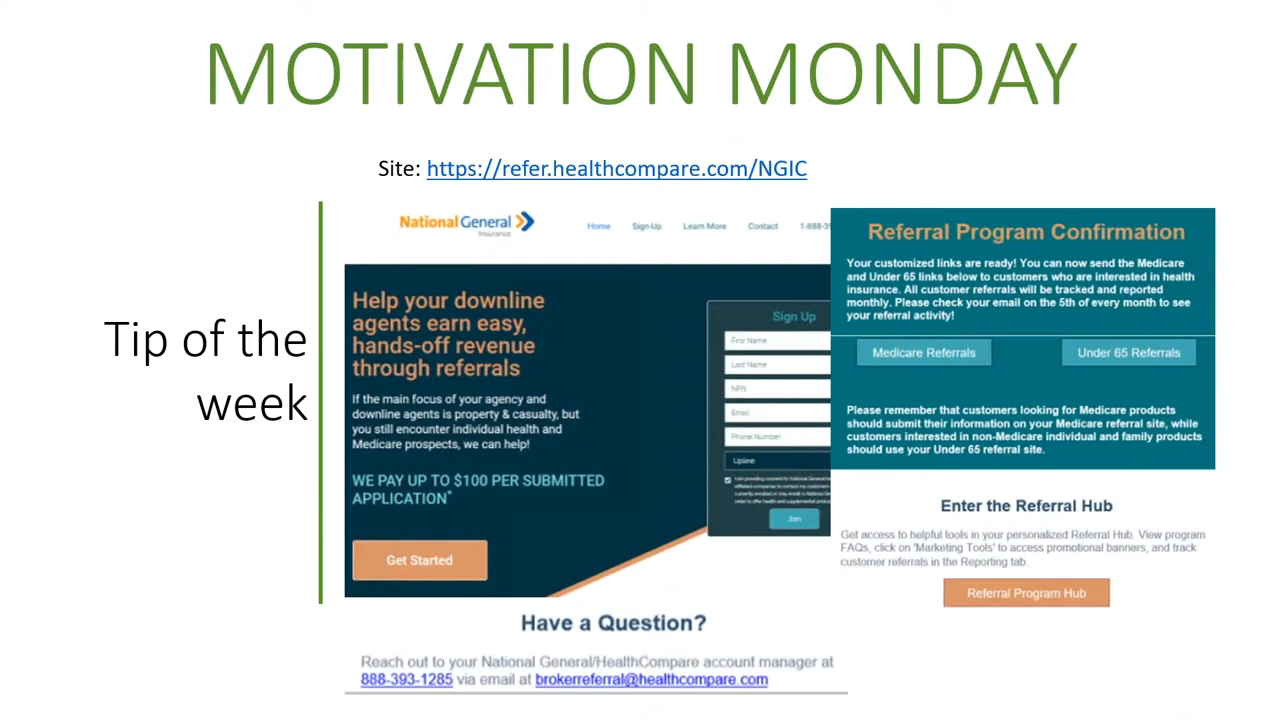 MOTIVATION MONDAY
Site: https://refer.healthcompare.com/NGIC
Tip of the
week
National General
Insurance
Home Sign-Up Learn More Contact 1-888-39
Help your downline
agents earn easy,
hands-off revenue
through referrals
If the main focus of your agency and
downline agents is property & casualty, but
you still encounter individual health and
Medicare prospects, we can help!
WE PAY UP TO $100 PER SUBMITTED
APPLICATION*
Get Started
Sign Up
First Name
Last Name
NPN
Email
Phone Number
Upline
Join
Referral Program Confirmation
Your customized links are ready! You can now send the Medicare
and Under 65 links below to customers who are interested in health
insurance. All customer referrals will be tracked and reported
monthly. Please check your email on the 5th of every month to see
your referral activity!
Medicare Referrals
Under 65 Referrals
Please remember that customers looking for Medicare products
should submit their information on your Medicare referral site, while
customers interested in non-Medicare individual and family products
should use your Under 65 referral site.
Enter the Referral Hub
Get access to helpful tools in your personalized Referral Hub. View program
FAQs, click on 'Marketing Tools' to access promotional banners, and track
customer referrals in the Reporting tab.
Referral Program Hub
Have a Question?
Reach out to your National General/HealthCompare account manager at
888-393-1285 via email at brokerreferral@healthcompare.com